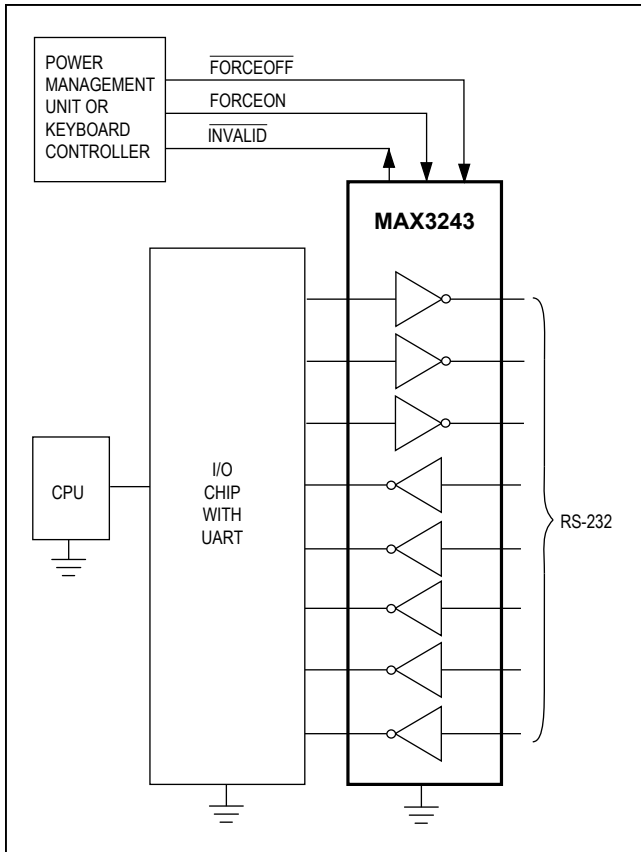 POWER
MANAGEMENT
UNIT OR
KEYBOARD
CONTROLLER
FORCEOFF
FORCEON
INVALID
MAX3243
CPU
I/O
CHIP
WITH
UART
RS-232